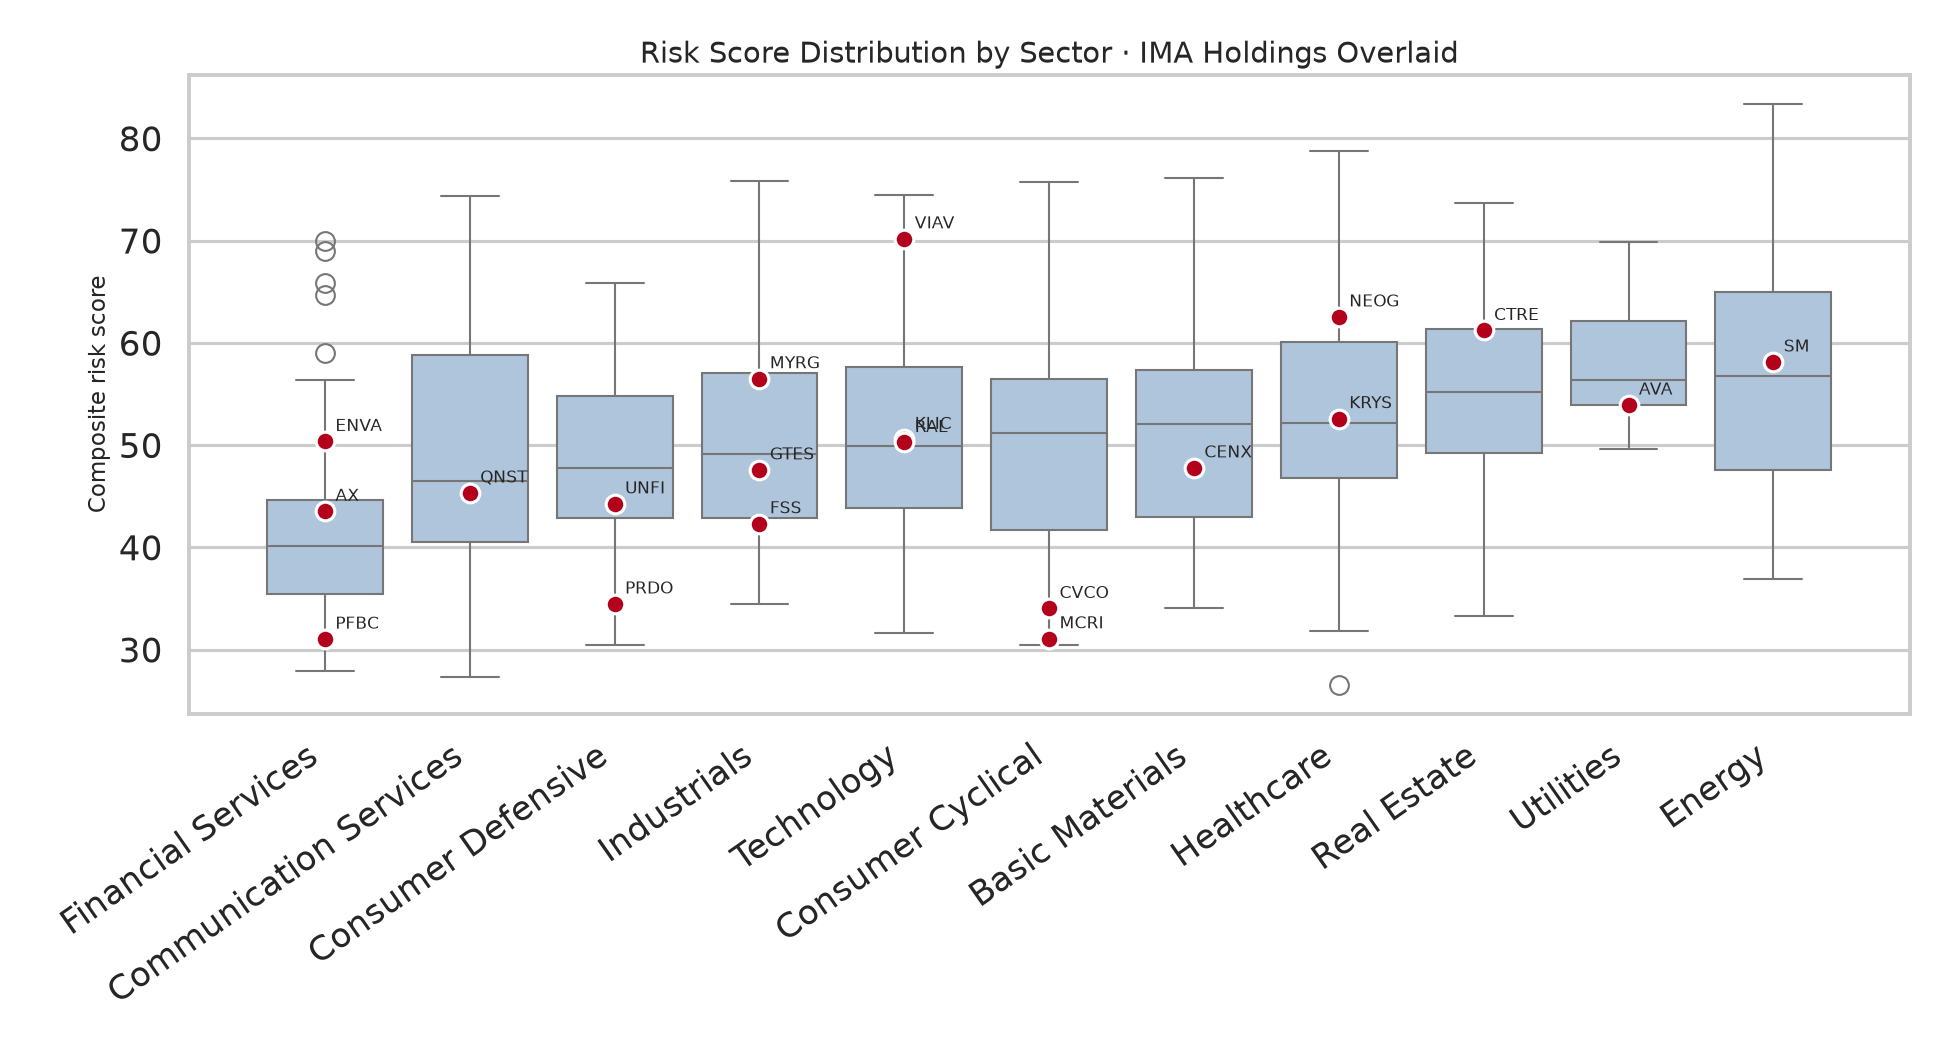 Risk Score Distribution by Sector · IMA Holdings Overlaid
Composite risk score
80
70
60
50
40
30
VIAV
NEOG
CTRE
MYRG
SM
ENVA
KRYS
AVA
AX
QNST
UNFI
GTES
FSS
CENX
PRDO
CVCO
PFBC
MCRI
Financial Services
Communication Services
Consumer Defensive
Industrials
Technology
Consumer Cyclical
Basic Materials
Healthcare
Real Estate
Utilities
Energy